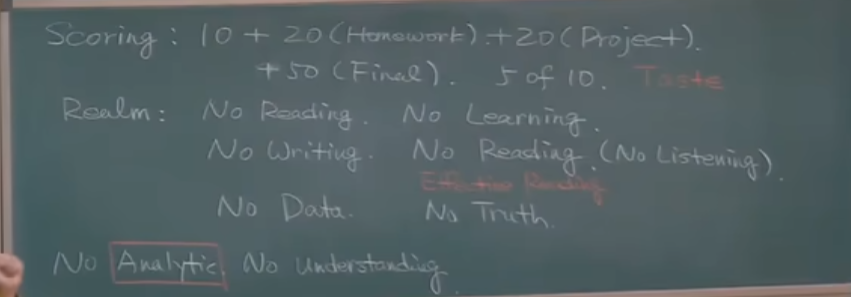 Scoring: 10 + 20 (Homework). + 20 (Project).
+ 50 (Final). 5 of 10. Taste
Realm: No Reading. No Learning.
No Writing. No Reading. (No Listening).
Effective Reading
No Data. No Truth.
No Analytic. No Understanding.